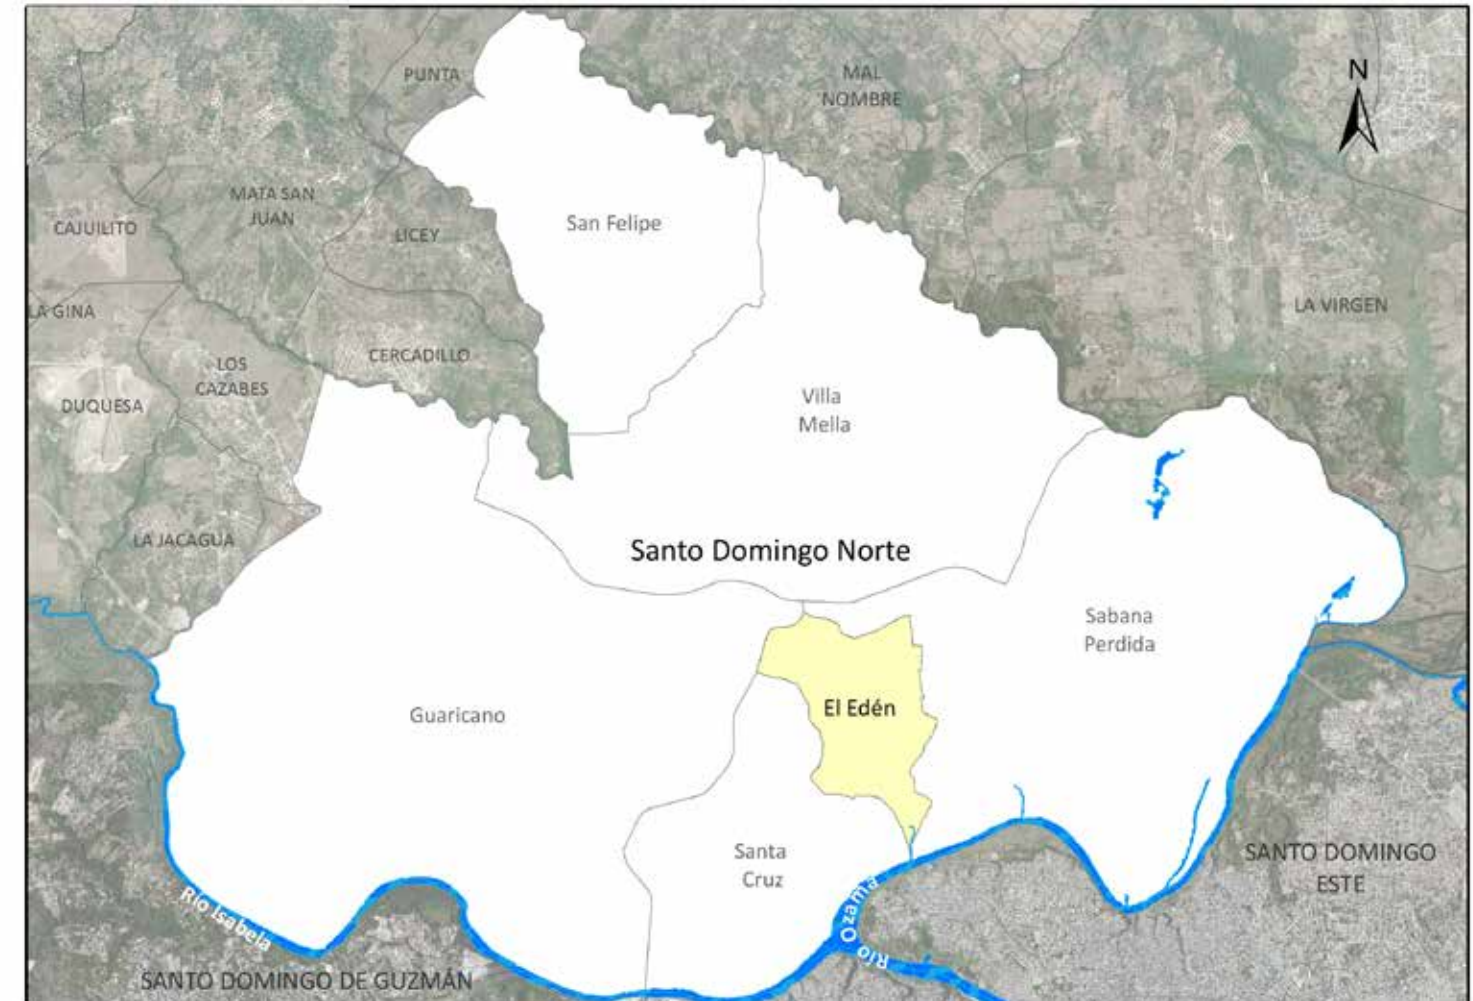 N
PUNTA
MAL
NOMBRE
MATA SAN
JUAN
CAJUILITO
LICEY
San Felipe
LA GINA
LA VIRGEN
CERCADILLO
LOS
CAZABES
DUQUESA
Villa
Mella
LA JACAGUA
Santo Domingo Norte
Sabana
Perdida
El Edén
Guaricano
Santa
Cruz
SANTO DOMINGO
ESTE
Río Isabela
Río Ozama
SANTO DOMINGO DE GUZMÁN